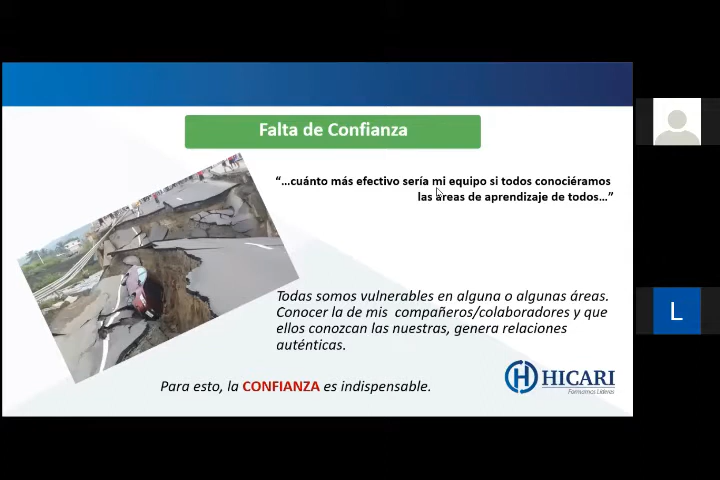 Falta de Confianza
“…cuánto más efectivo sería mi equipo si todos conociéramos
las áreas de aprendizaje de todos…”
Todas somos vulnerables en alguna o algunas áreas.
Conocer la de mis compañeros/colaboradores y que
ellos conozcan las nuestras, genera relaciones
auténticas.
Para esto, la CONFIANZA es indispensable.
HICARI
Formamos Líderes
L